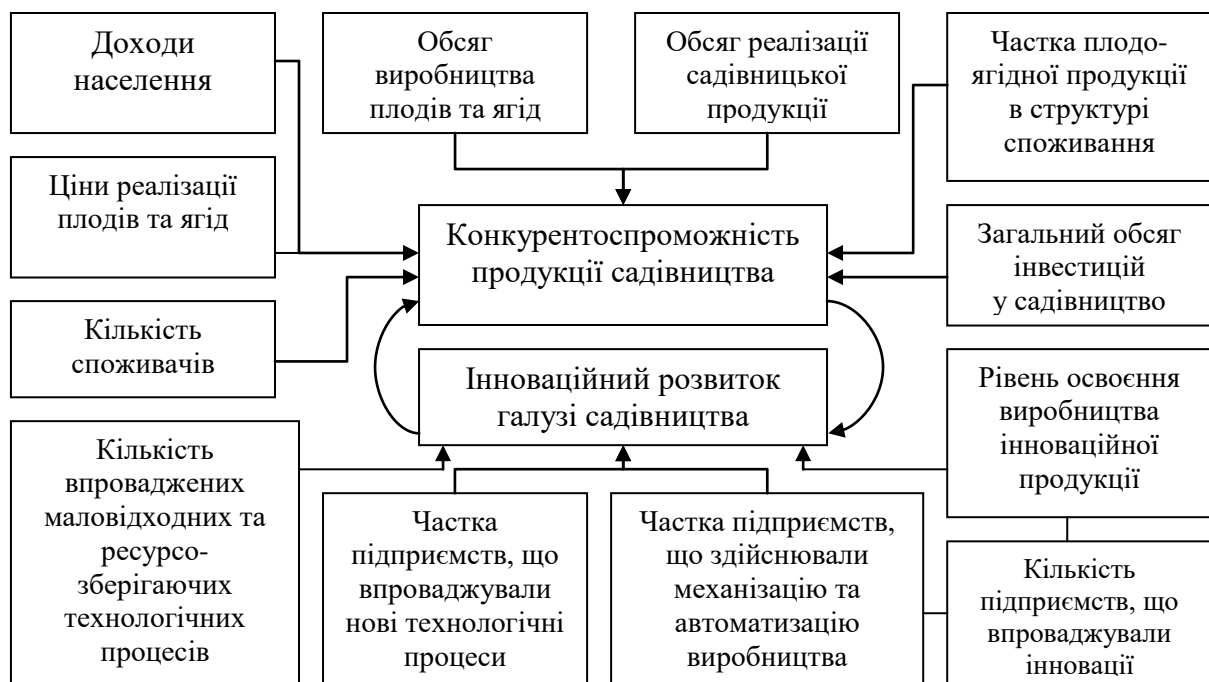 Доходи
населення
Обсяг
виробництва
плодів та ягід
Обсяг реалізації
садівницької
продукції
Частка плодо-
ягідної продукції
в структурі
споживання
Ціни реалізації
плодів та ягід
Конкурентоспроможність
продукції садівництва
Загальний обсяг
інвестицій
у садівництво
Кількість
споживачів
Інноваційний розвиток
галузі садівництва
Рівень освоєння
виробництва
інноваційної
продукції
Кількість
впроваджених
маловідходних та
ресурсо-
зберігаючих
технологічних
процесів
Частка
підприємств, що
впроваджували
нові технологічні
процеси
Частка підприємств,
що здійснювали
механізацію та
автоматизацію
виробництва
Кількість
підприємств, що
впроваджували
інновації